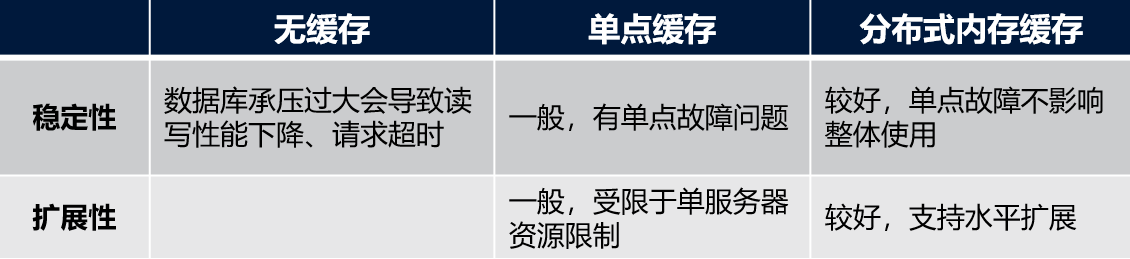 无缓存 单点缓存 分布式内存缓存
稳定性
数据库承压过大会导致读
写性能下降、请求超时
一般，有单点故障问题
较好，单点故障不影响
整体使用
扩展性
一般，受限于单服务器
资源限制
较好，支持水平扩展